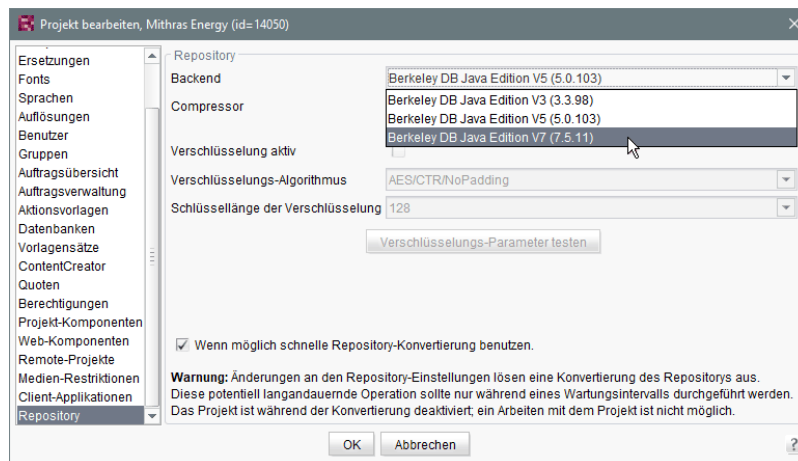 Projekt bearbeiten, Mithras Energy (id=14050)
Ersetzungen
Fonts
Sprachen
Auflösungen
Benutzer
Gruppen
Auftragsübersicht
Auftragsverwaltung
Aktionsvorlagen
Datenbanken
Vorlagensätze
ContentCreator
Quoten
Berechtigungen
Projekt-Komponenten
Web-Komponenten
Remote-Projekte
Medien-Restriktionen
Client-Applikationen
Repository
Repository
Backend
Berkeley DB Java Edition V5 (5.0.103)
Compressor
Berkeley DB Java Edition V3 (3.3.98)
Berkeley DB Java Edition V5 (5.0.103)
Berkeley DB Java Edition V7 (7.5.11)
Verschlüsselung aktiv
Verschlüsselungs-Algorithmus
AES/CTR/NoPadding
Schlüssellänge der Verschlüsselung
128
Verschlüsselungs-Parameter testen
Wenn möglich schnelle Repository-Konvertierung benutzen.
Warnung: Änderungen an den Repository-Einstellungen lösen eine Konvertierung des Repositorys aus.
Diese potentiell langandauernde Operation sollte nur während eines Wartungsintervalls durchgeführt werden.
Das Projekt ist während der Konvertierung deaktiviert; ein Arbeiten mit dem Projekt ist nicht möglich.
OK
Abbrechen
?